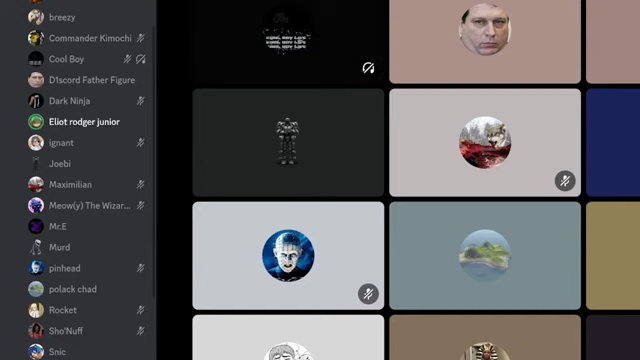 breezy
Commander Kimochi
Cool Boy
D1scord Father Figure
Dark Ninja
Eliot rodger junior
ignant
Joebi
Maximilian
Meow(y) The Wizar...
Mr.E
Murd
pinhead
polack chad
Rocket
Sho'Nuff
Snic